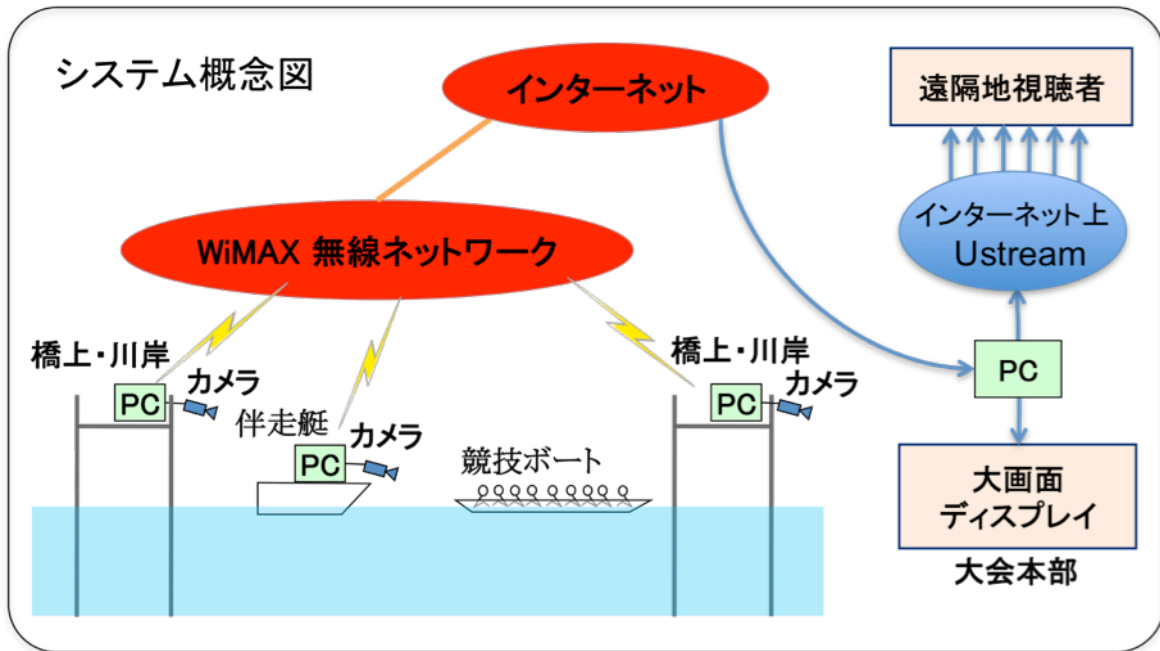 システム概念図
インターネット
遠隔地視聴者
インターネット上
Ustream
WiMAX 無線ネットワーク
橋上・川岸
PC
カメラ
伴走艇
PC
カメラ
競技ボート
橋上・川岸
PC
カメラ
PC
大画面
ディスプレイ
大会本部